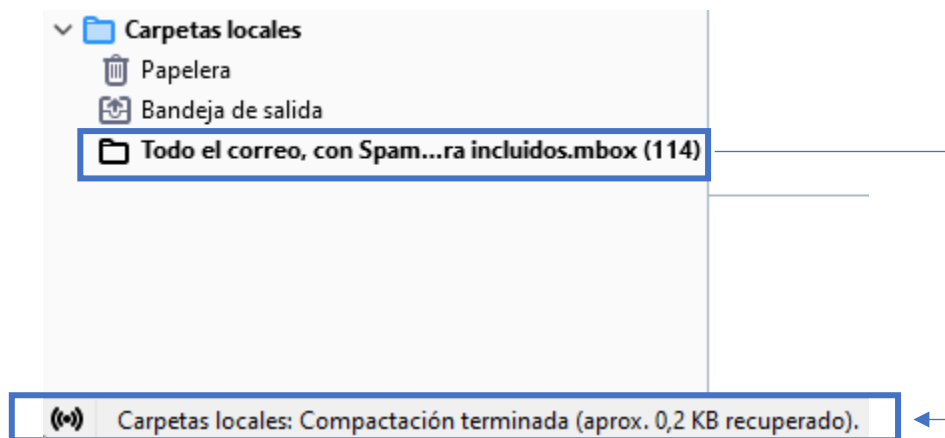 Carpetas locales
Papelera
Bandeja de salida
Todo el correo, con Spam...ra incluidos.mbox (114)
Carpetas locales: Compactación terminada (aprox. 0,2 KB recuperado).